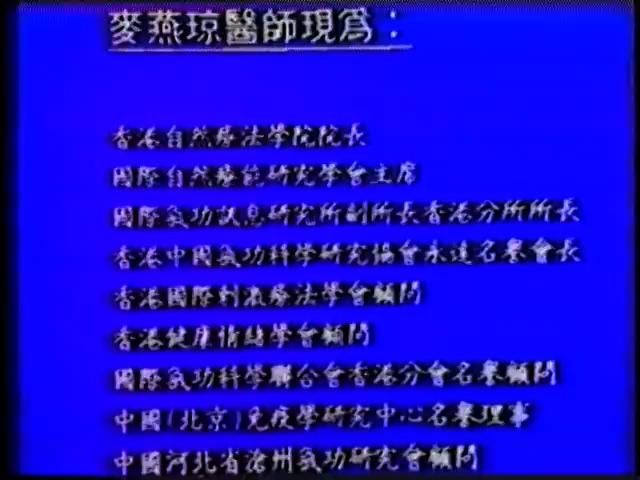 麥燕琼醫師現為：
香港自然療法學院院長
國際自然療能研究學會主席
國際氣功訊息研究所副所長香港分所所長
香港中國氣功科學研究協會永遠名譽會長
香港國際刺激療法學會顧問
香港健康情緒學會顧問
國際氣功科學聯合會香港分會名譽顧問
中國(北京)免疫學研究中心名譽理事
中國河北省滄州氣功研究會顧問